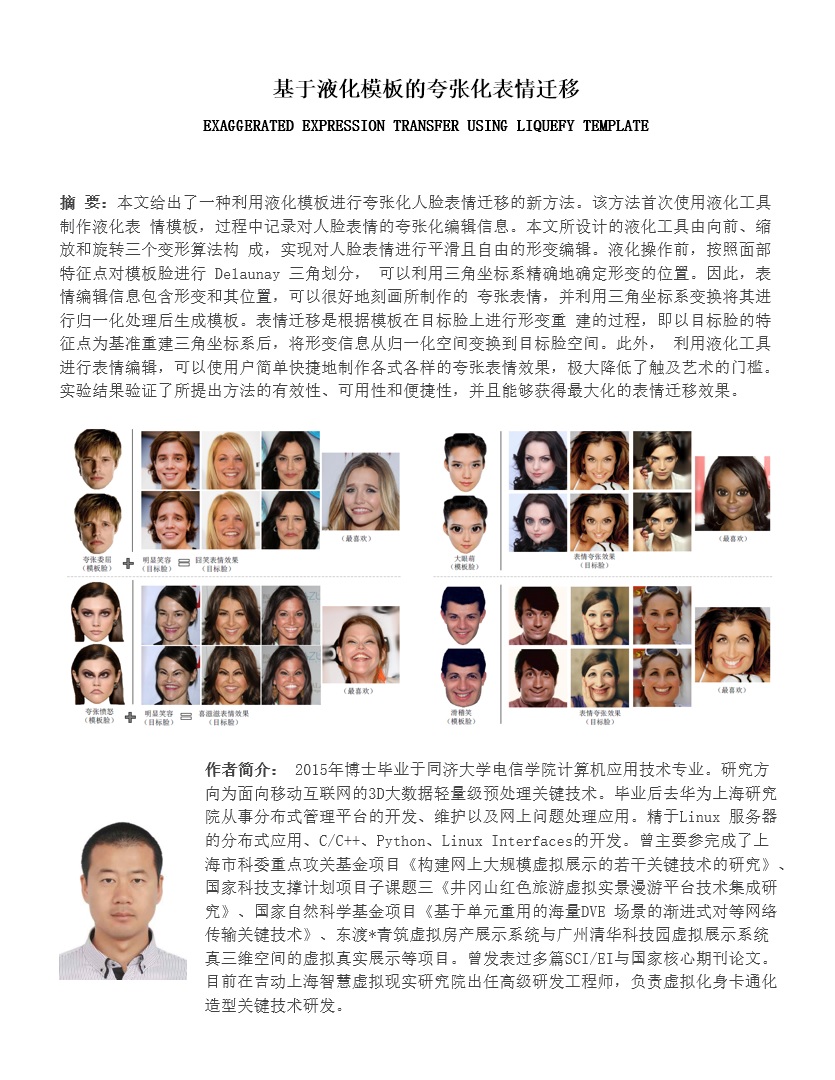 基于液化模板的夸张化表情迁移
EXAGGERATED EXPRESSION TRANSFER USING LIQUEFY TEMPLATE
摘 要：本文给出了一种利用液化模板进行夸张化人脸表情迁移的新方法。该方法首次使用液化工具
制作液化表 情模板，过程中记录对人脸表情的夸张化编辑信息。本文所设计的液化工具由向前、缩
放和旋转三个变形算法构 成，实现对人脸表情进行平滑且自由的形变编辑。液化操作前，按照面部
特征点对模板脸进行 Delaunay 三角划分， 可以利用三角坐标系精确地确定形变的位置。因此，表
情编辑信息包含形变和其位置，可以很好地刻画所制作的 夸张表情，并利用三角坐标系变换将其进
行归一化处理后生成模板。表情迁移是根据模板在目标脸上进行形变重 建的过程，即以目标脸的特
征点为基准重建三角坐标系后，将形变信息从归一化空间变换到目标脸空间。此外， 利用液化工具
进行表情编辑，可以使用户简单快捷地制作各式各样的夸张表情效果，极大降低了触及艺术的门槛。
实验结果验证了所提出方法的有效性、可用性和便捷性，并且能够获得最大化的表情迁移效果。
（最喜欢）
夸张委屈
（模板脸）
明显笑容
（目标脸）
囧笑表情效果
（目标脸）
（最喜欢）
大眼萌
（模板脸）
表情夸张效果
（目标脸）
（最喜欢）
夸张愤怒
（模板脸）
明显笑容
（目标脸）
喜滋滋表情效果
（目标脸）
（最喜欢）
滑稽笑
（模板脸）
表情夸张效果
（目标脸）
作者简介： 2015年博士毕业于同济大学电信学院计算机应用技术专业。研究方
向为面向移动互联网的3D大数据轻量级预处理关键技术。毕业后去华为上海研究
院从事分布式管理平台的开发、维护以及网上问题处理应用。精于Linux 服务器
的分布式应用、C/C++、Python、Linux Interfaces的开发。曾主要参完成了上
海市科委重点攻关基金项目《构建网上大规模虚拟展示的若干关键技术的研究》、
国家科技支撑计划项目子课题三《井冈山红色旅游虚拟实景漫游平台技术集成研
究》、国家自然科学基金项目《基于单元重用的海量DVE 场景的渐进式对等网络
传输关键技术》、东渡*青筑虚拟房产展示系统与广州清华科技园虚拟展示系统
真三维空间的虚拟真实展示等项目。曾发表过多篇SCI/EI与国家核心期刊论文。
目前在吉动上海智慧虚拟现实研究院出任高级研发工程师，负责虚拟化身卡通化
造型关键技术研发。